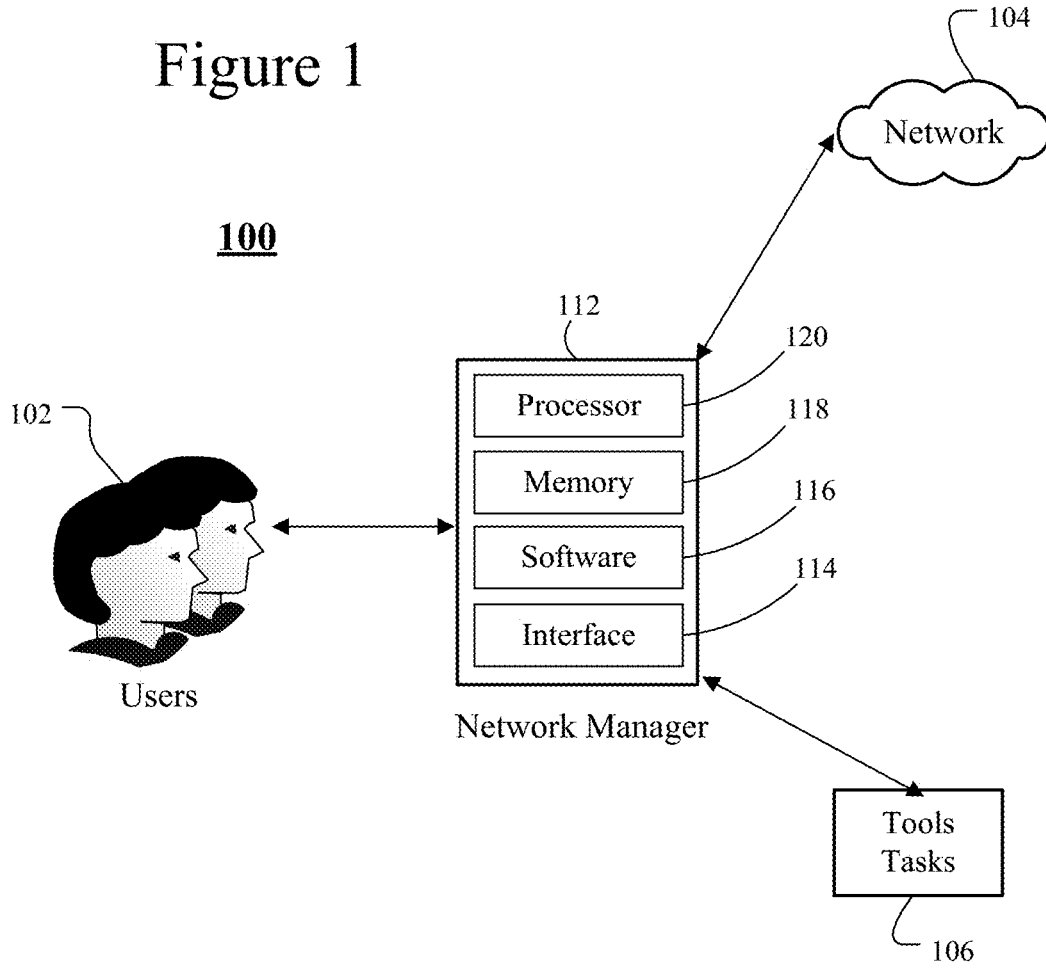 Figure 1
104
Network
100
112
120
Processor
102
118
Memory
116
Software
114
Interface
Users
Network Manager
Tools
Tasks
106